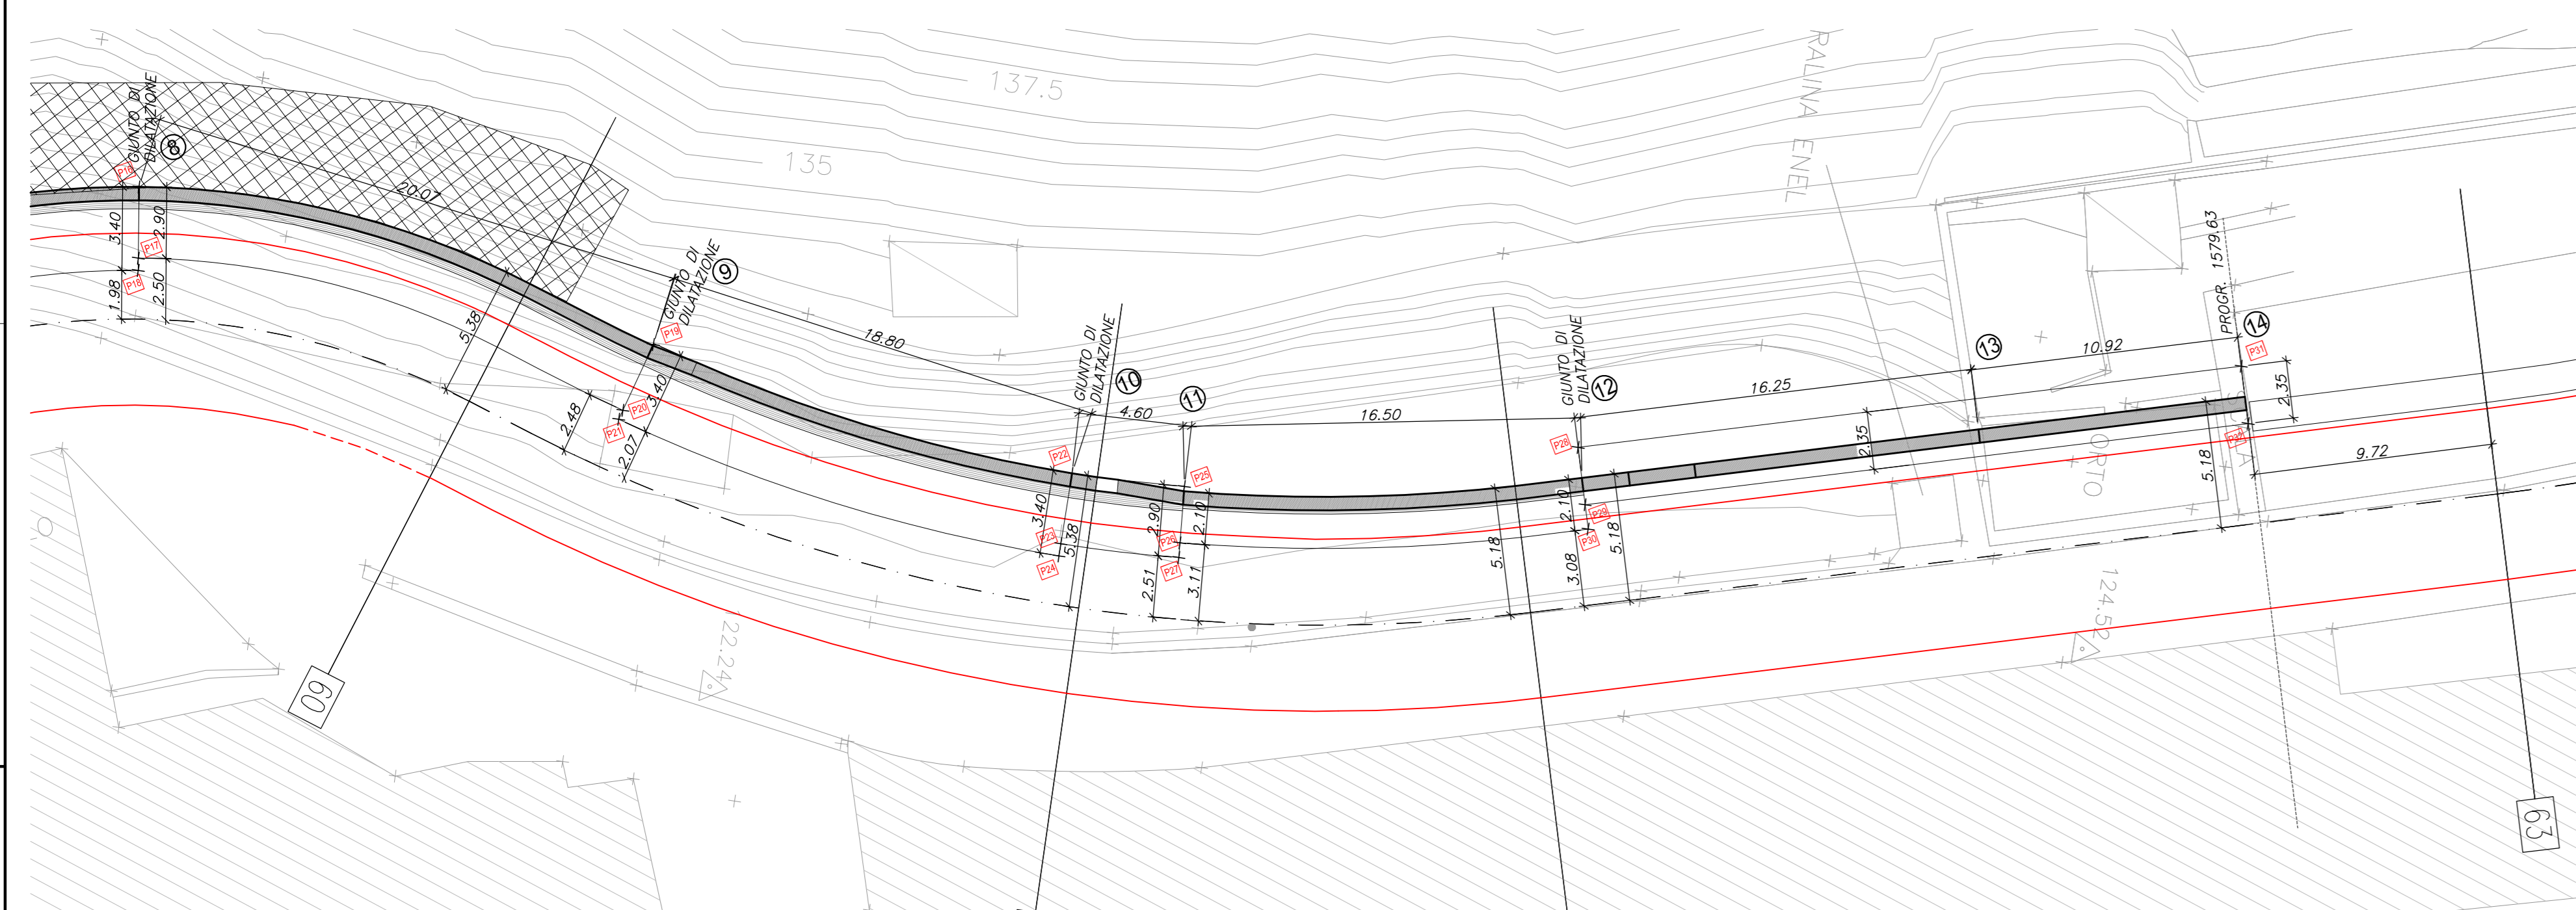 137.5
135
RALINA ENEL
GIUNTO DI
DILATAZIONE
8
P16
20.07
3.40
2.90
P17
P18
1.98
2.50
5.38
GIUNTO DI
DILATAZIONE
9
P19
18.80
3.40
P20
P21
2.48
2.07
GIUNTO DI
DILATAZIONE
10
4.60
11
P22
P25
3.40
5.38
P23
P24
2.90
2.10
P26
P27
2.51
3.11
16.50
GIUNTO DI
DILATAZIONE
12
P28
2.10
P29
P30
5.18
3.08
5.18
16.25
2.35
13
10.92
PROGR. 1579.63
14
P31
2.35
P32
5.18
9.72
ORTO
124.52
22.24
60
63